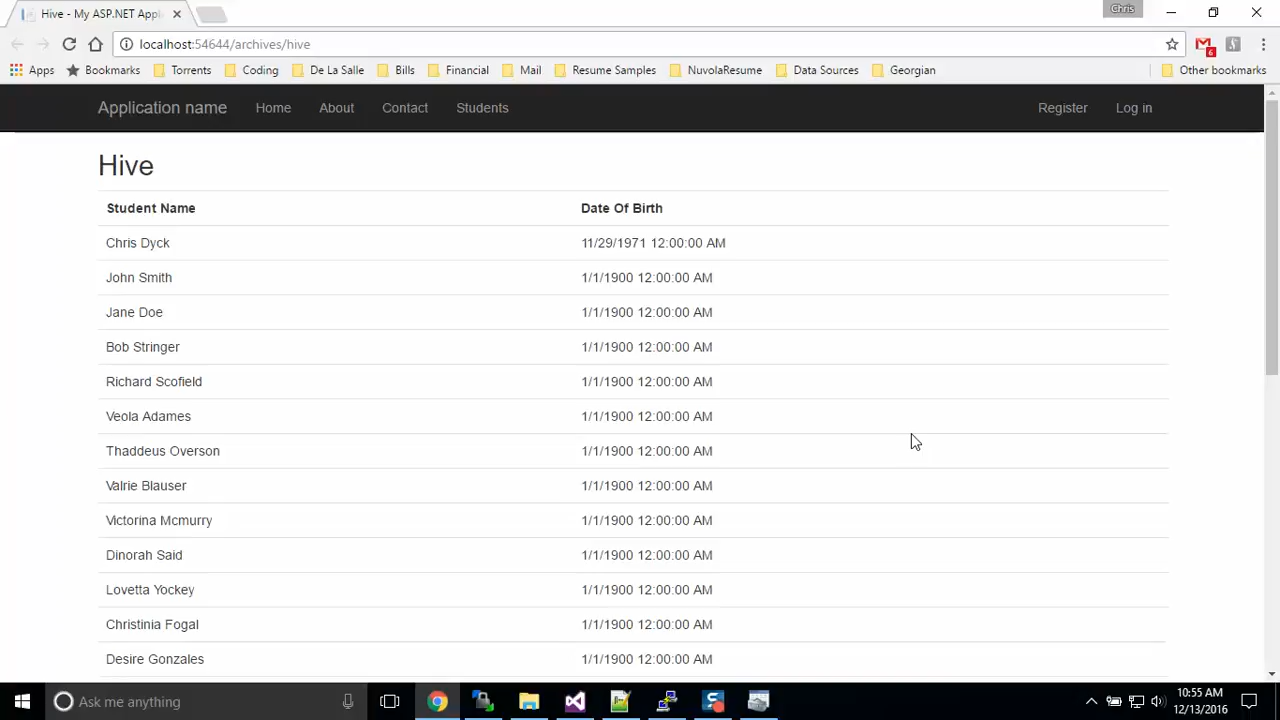 Hive - My ASP.NET Appl
Chris
localhost:54644/archives/hive
6
Apps Bookmarks Torrents Coding De La Salle Bills Financial Mail Resume Samples NuvolaResume Data Sources Georgian Other bookmarks
Application name Home About Contact Students Register Log in
Hive
Student Name Date Of Birth
Chris Dyck 11/29/1971 12:00:00 AM
John Smith 1/1/1900 12:00:00 AM
Jane Doe 1/1/1900 12:00:00 AM
Bob Stringer 1/1/1900 12:00:00 AM
Richard Scofield 1/1/1900 12:00:00 AM
Veola Adames 1/1/1900 12:00:00 AM
Thaddeus Overson 1/1/1900 12:00:00 AM
Valrie Blauser 1/1/1900 12:00:00 AM
Victorina Mcmurry 1/1/1900 12:00:00 AM
Dinorah Said 1/1/1900 12:00:00 AM
Lovetta Yockey 1/1/1900 12:00:00 AM
Christinia Fogal 1/1/1900 12:00:00 AM
Desire Gonzales 1/1/1900 12:00:00 AM
Ask me anything
10:55 AM
12/13/2016